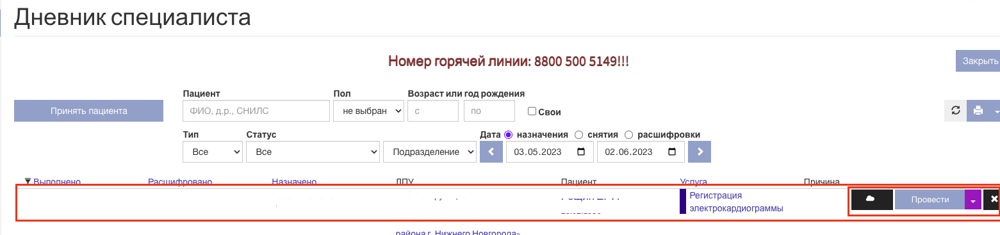 Дневник специалиста
Номер горячей линии: 8800 500 5149!!!
Закрыть
Пациент Пол Возраст или год рождения
Принять пациента ФИО, д.р., СНИЛС не выбран с по Свои
Тип Статус Дата назначения снятия расшифровки
Все Все Подразделение 03.05.2023 02.06.2023
Выполнено Расшифровано Назначено ЛПУ Пациент Услуга Причина
Регистрация
электрокардиограммы
Провести
района г. Нижнего Новгорода»